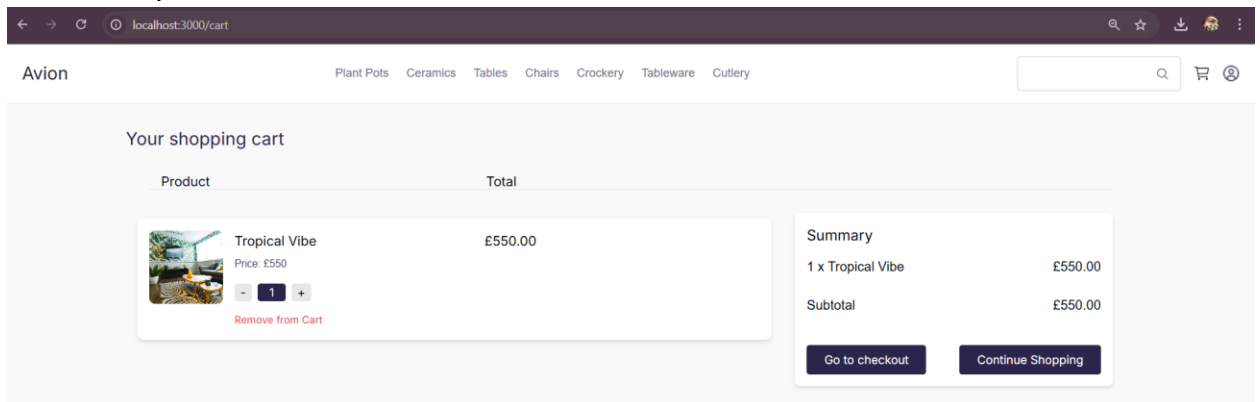 localhost:3000/cart
Avion
Plant Pots Ceramics Tables Chairs Crockery Tableware Cutlery
Your shopping cart
Product Total
Tropical Vibe £550.00
Price: £550
- 1 +
Remove from Cart
Summary
1 x Tropical Vibe £550.00
Subtotal £550.00
Go to checkout Continue Shopping